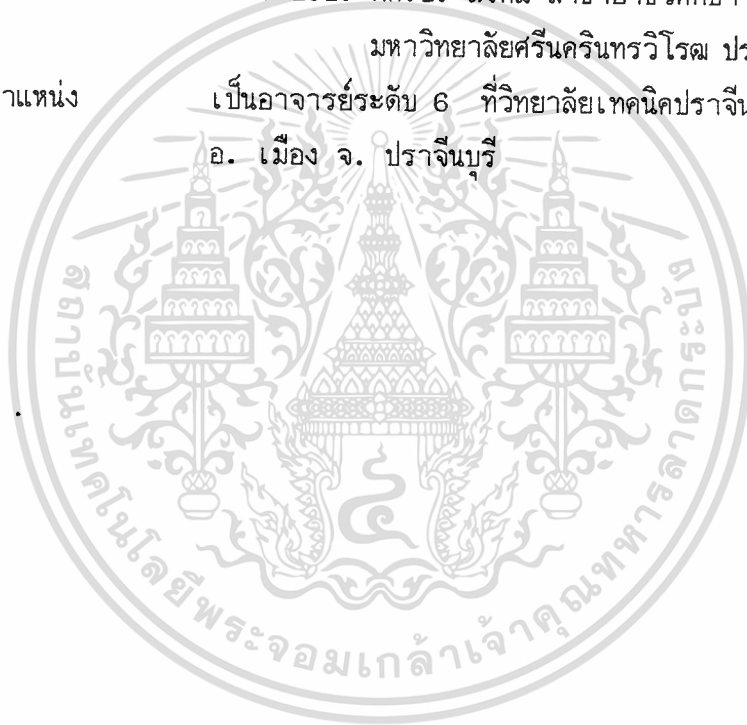 มหาวิทยาลัยศรีนครินทรวิโรฒ
าแหน่ง เป็นอาจารย์ระดับ 6 ที่วิทยาลัยเทคนิคปราจีน
อ. เมือง จ. ปราจีนบุรี
สถาบันเทคโนโลยีพระจอมเกล้าเจ้าคุณทหารลาดกระบัง